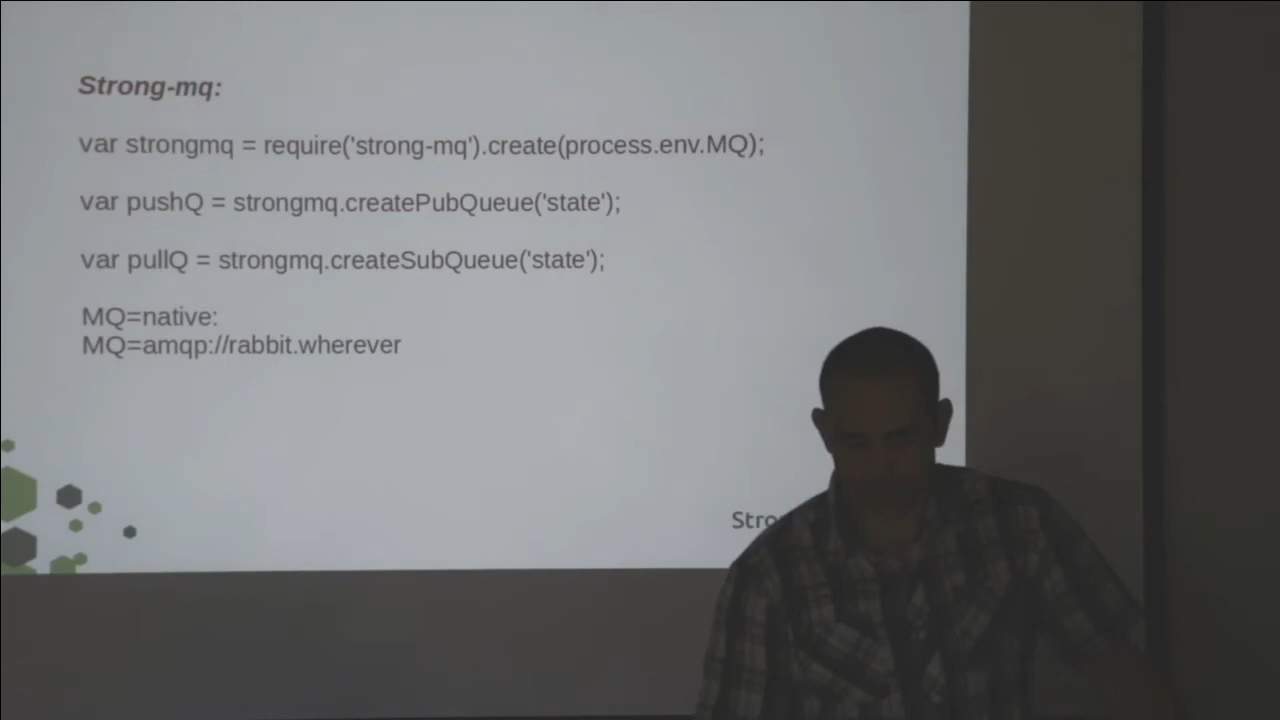 Strong-mq:
var strongmq = require('strong-mq').create(process.env.MQ);
var pushQ = strongmq.createPubQueue('state');
var pullQ = strongmq.createSubQueue('state');
MQ=native:
MQ=amqp://rabbit.wherever